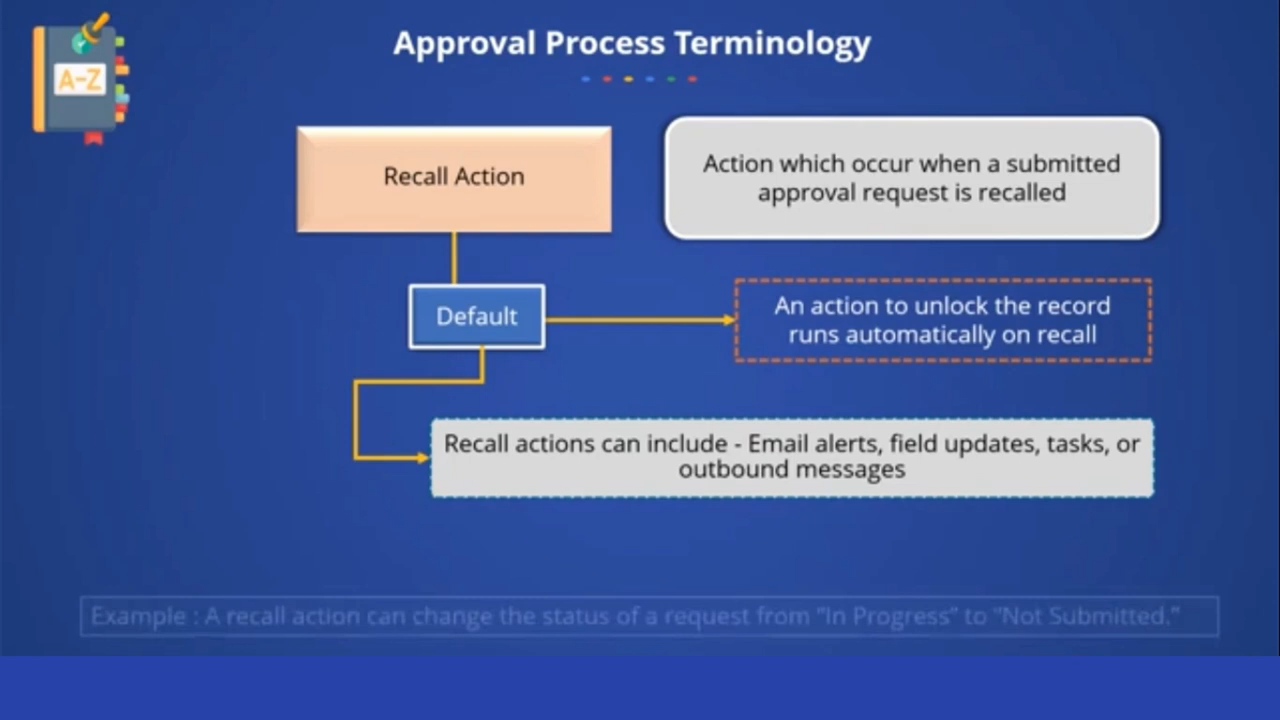 Approval Process Terminology
A-Z
Recall Action
Action which occur when a submitted
approval request is recalled
Default
An action to unlock the record
runs automatically on recall
Recall actions can include - Email alerts, field updates, tasks, or
outbound messages
Example : A recall action can change the status of a request from “In Progress” to “Not Submitted.”